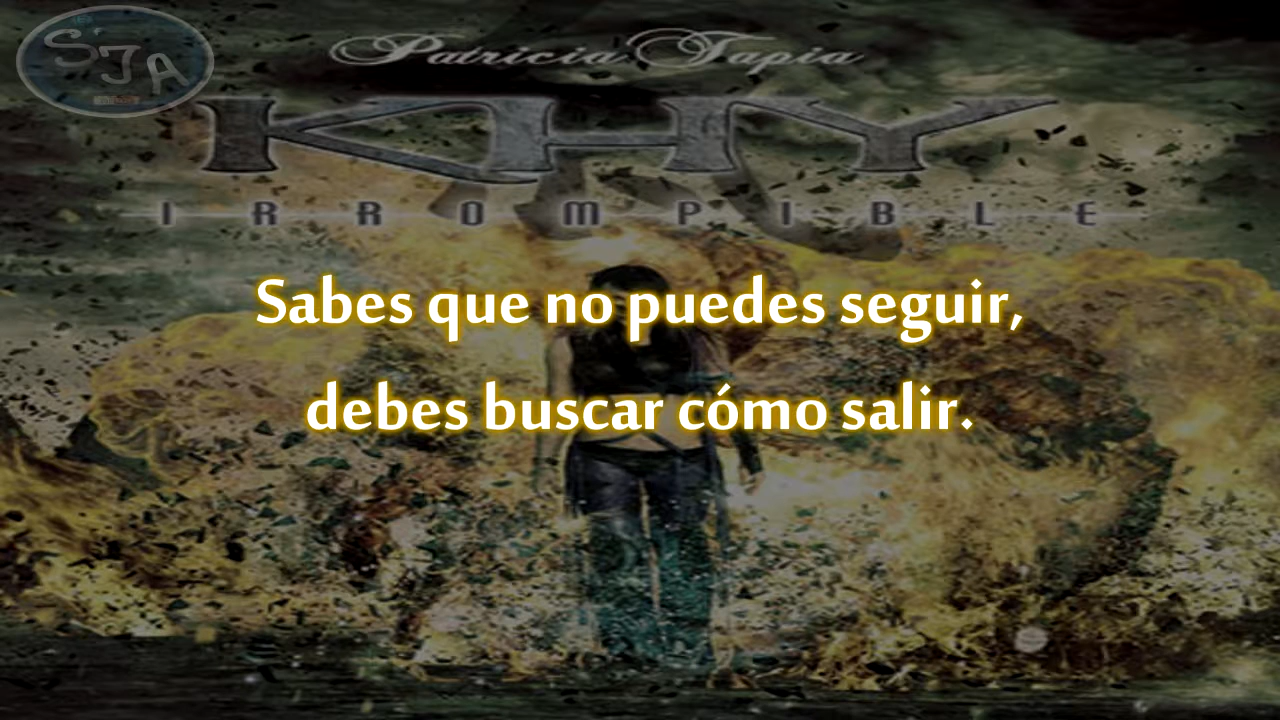 SJA
Patricia Tapia
KHY
IRROMPIBLE
Sabes que no puedes seguir,
debes buscar cómo salir.